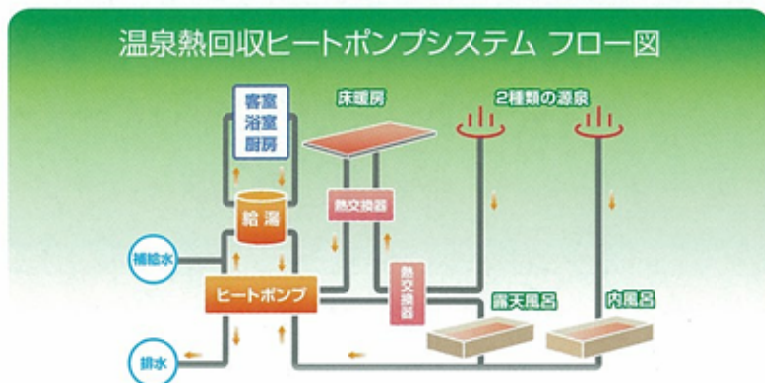 温泉熱回収ヒートポンプシステム フロー図
客室
浴室
厨房
床暖房
2種類の源泉
給湯
熱交換器
補給水
熱交換器
ヒートポンプ
露天風呂
内風呂
排水